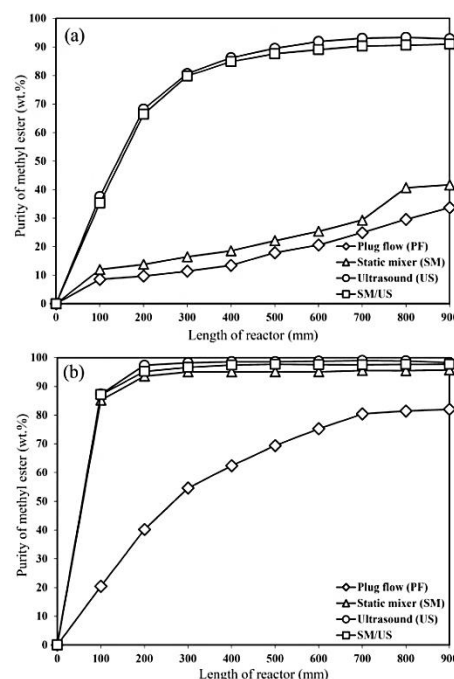 (a)
100
90
80
70
60
50
40
30
20
10
0
Purity of methyl ester (wt.%)
Plug flow (PF)
Static mixer (SM)
Ultrasound (US)
SM/US
0 100 200 300 400 500 600 700 800 900
Length of reactor (mm)
(b)
100
90
80
70
60
50
40
30
20
10
0
Purity of methyl ester (wt.%)
Plug flow (PF)
Static mixer (SM)
Ultrasound (US)
SM/US
0 100 200 300 400 500 600 700 800 900
Length of reactor (mm)